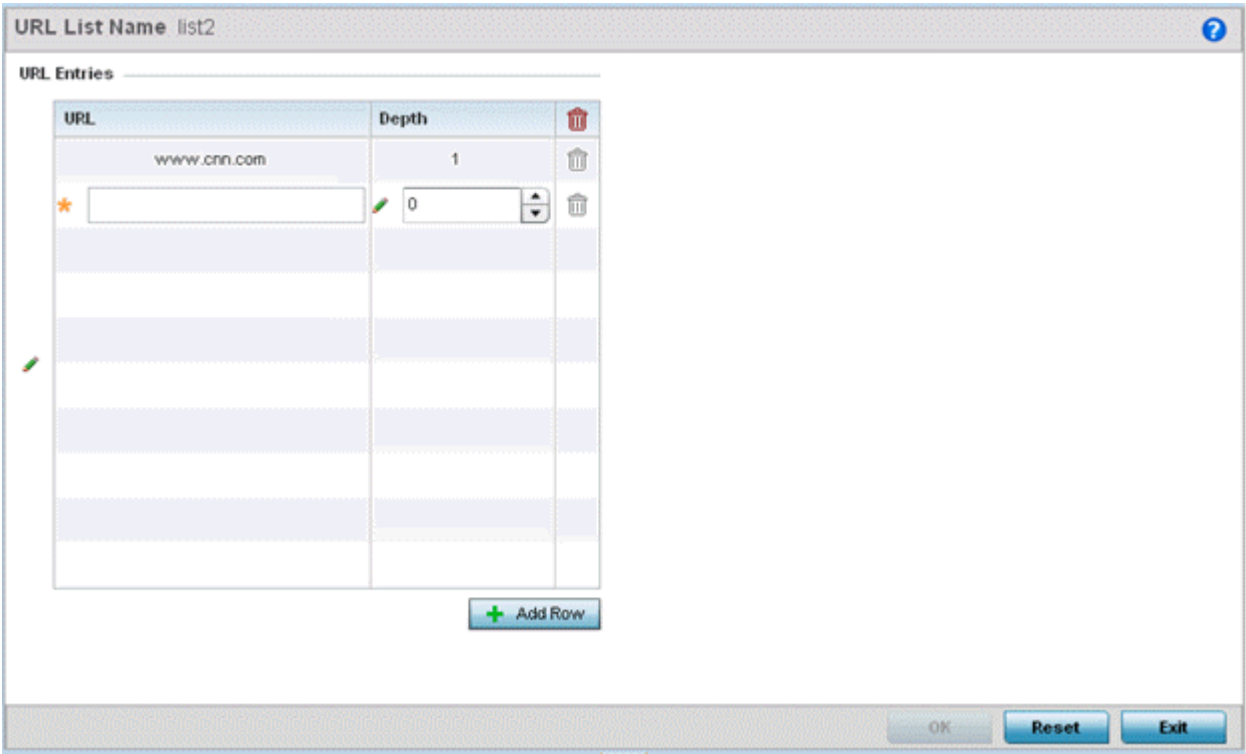 URL List Name list2
?
URL Entries
URL Depth
www.cnn.com 1
* 0
+ Add Row
OK Reset Exit